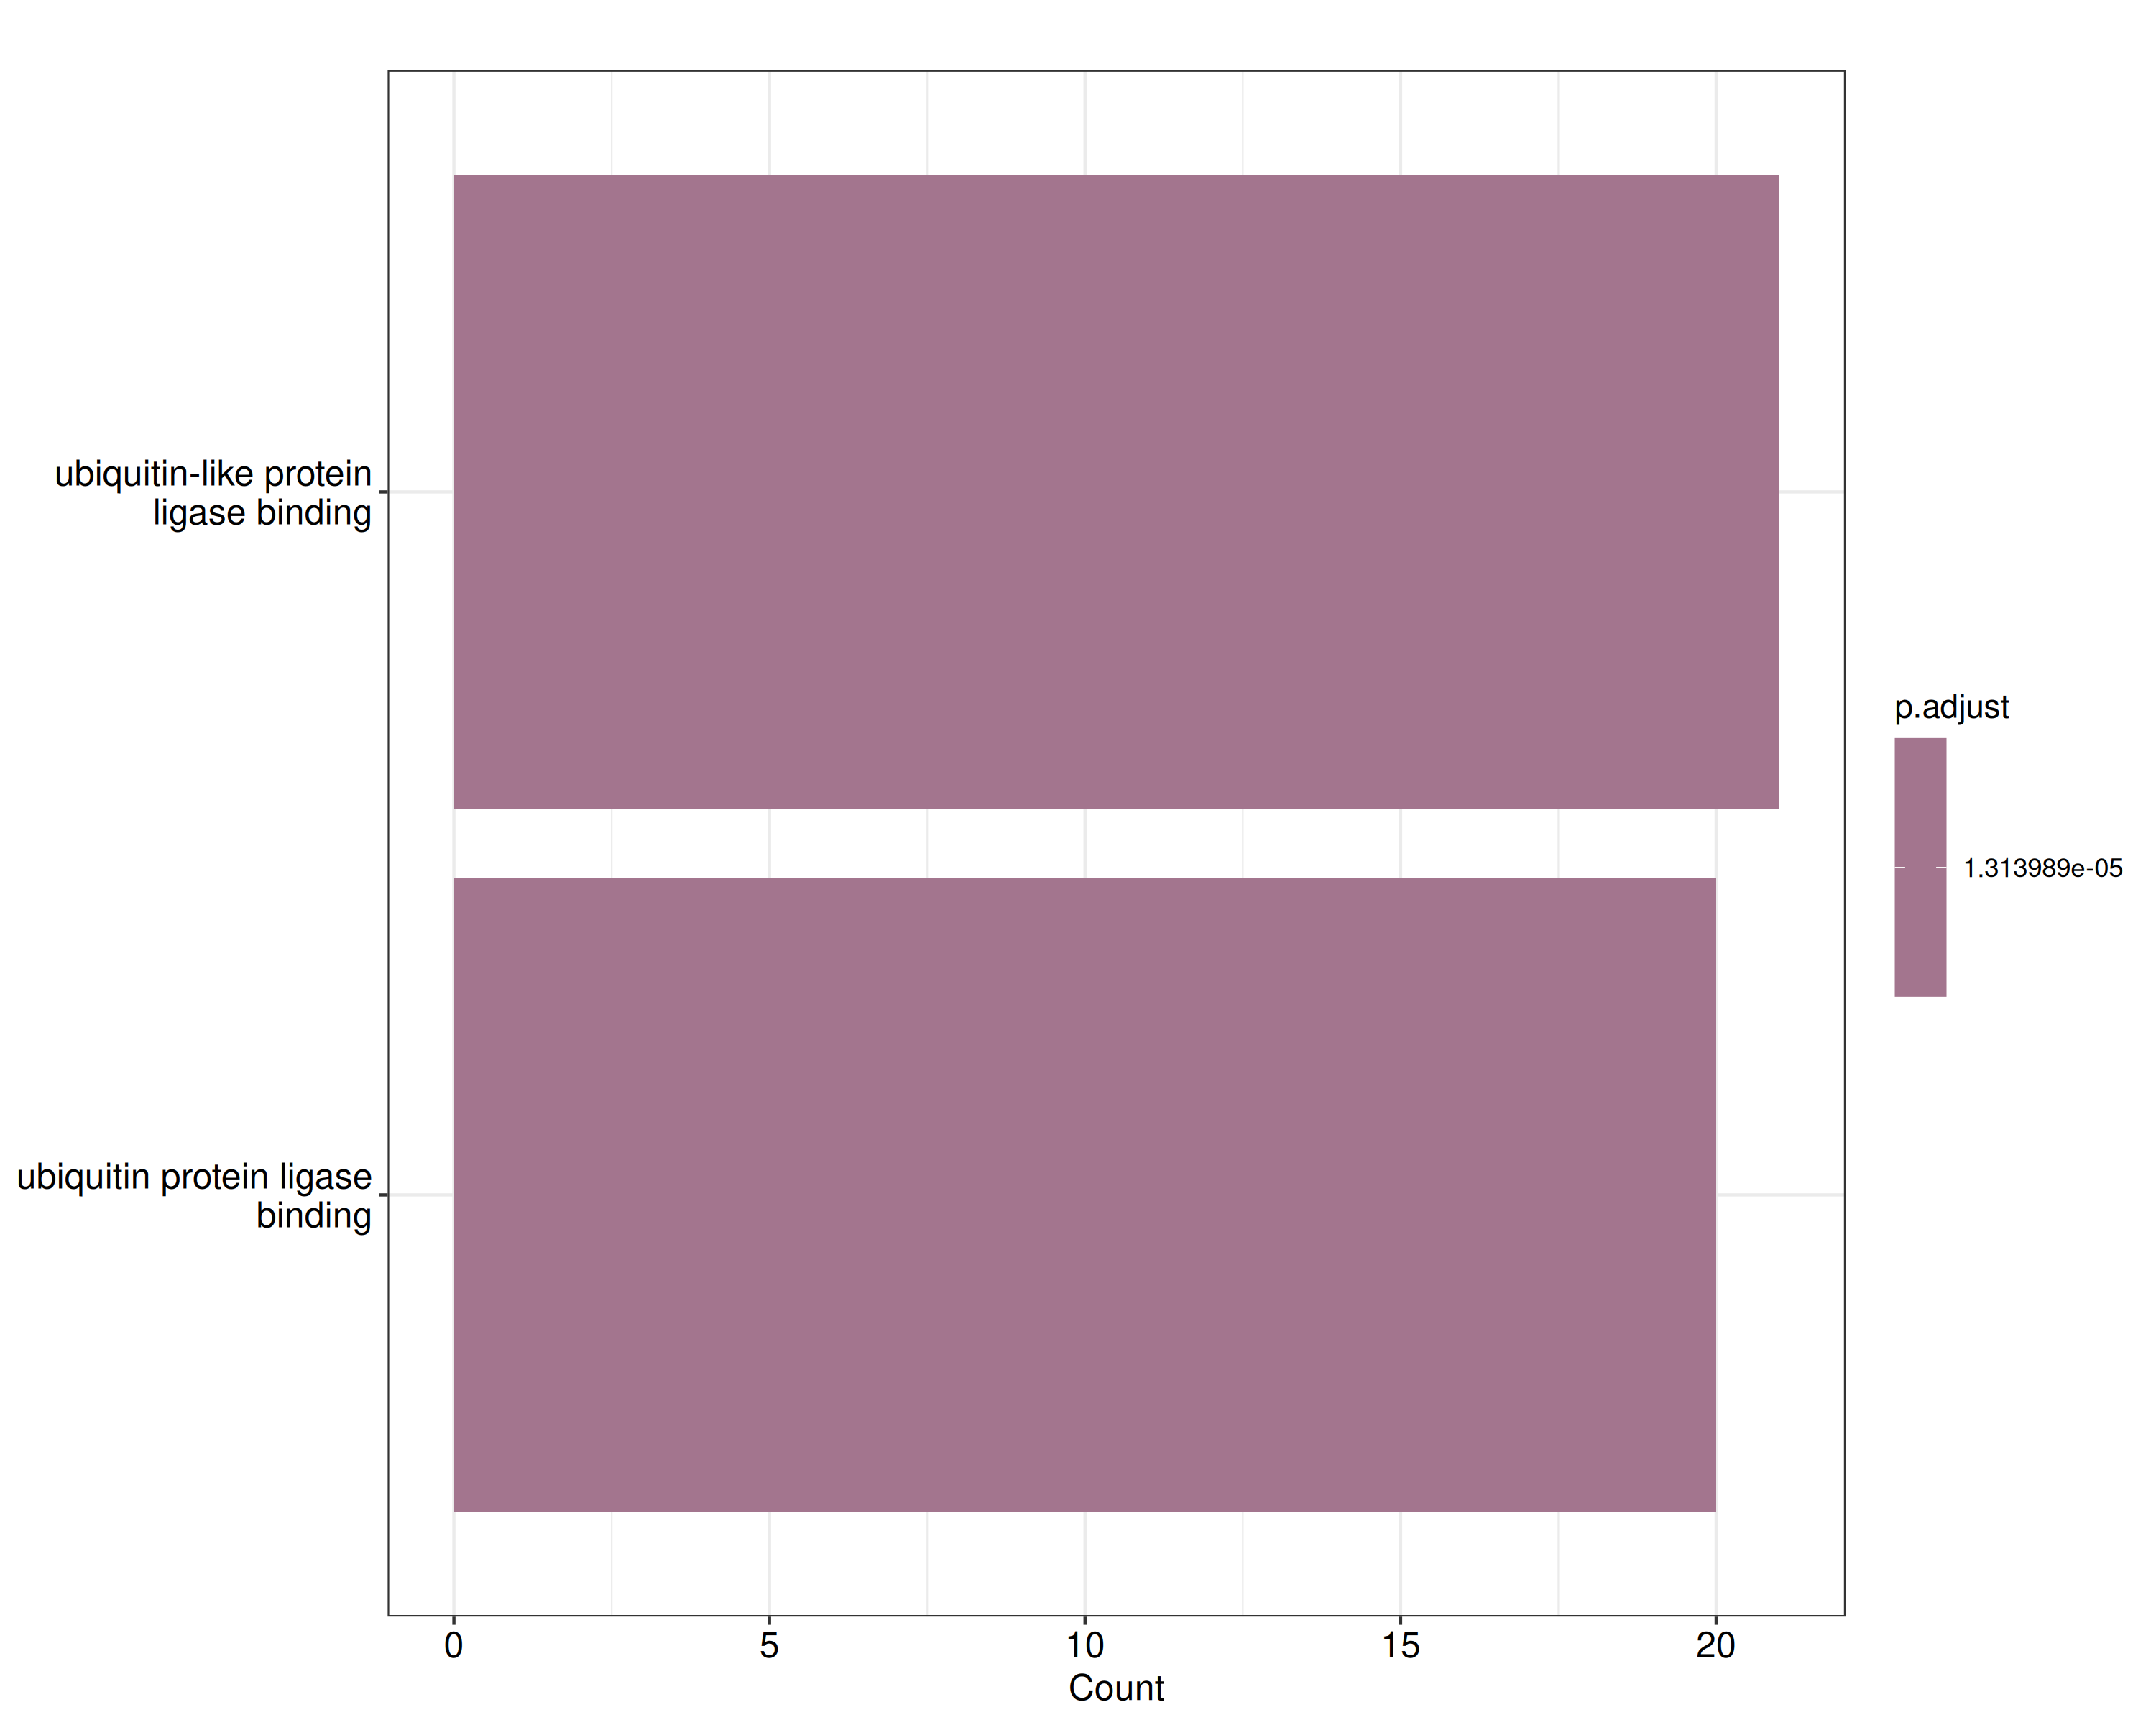 ubiquitin-like protein
ligase binding
ubiquitin protein ligase
binding
0 5 10 15 20
Count
p.adjust
1.313989e-05